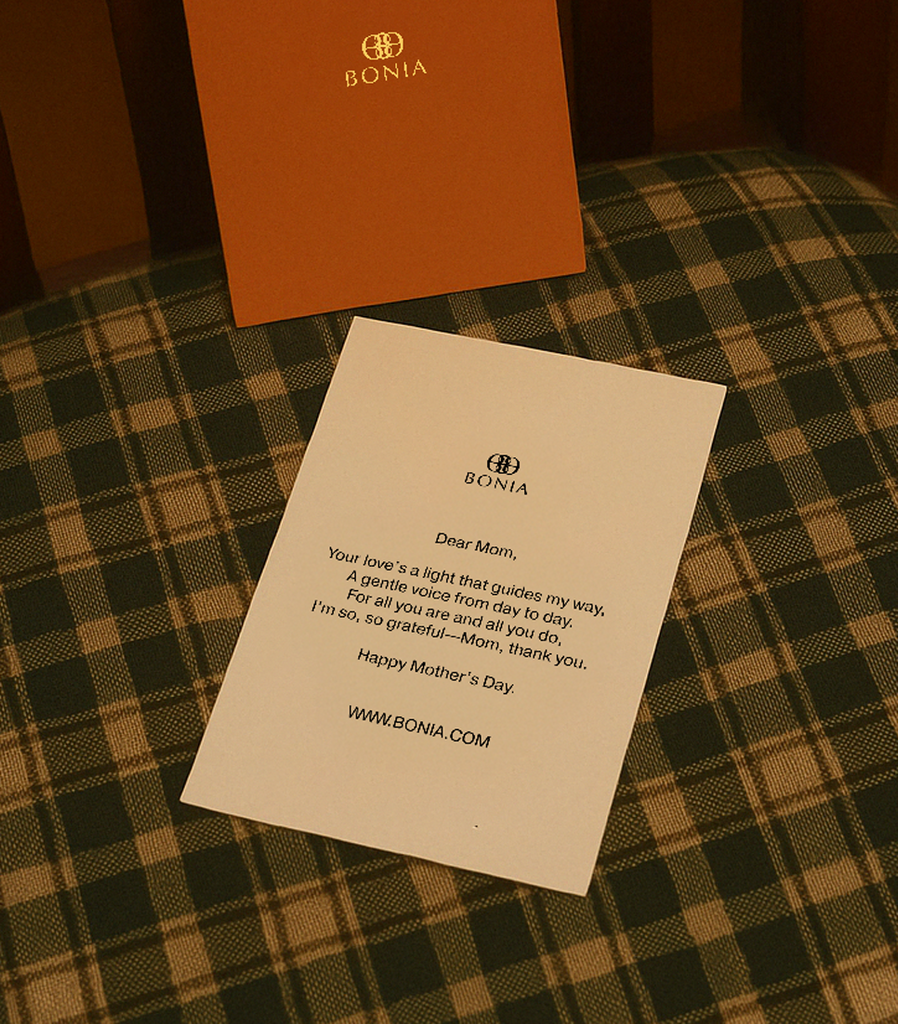 BONIA
BONIA
Dear Mom,
Your love's a light that guides my way,
A gentle voice from day to day.
For all you are and all you do,
I'm so, so grateful—Mom, thank you.
Happy Mother's Day.
WWW.BONIA.COM